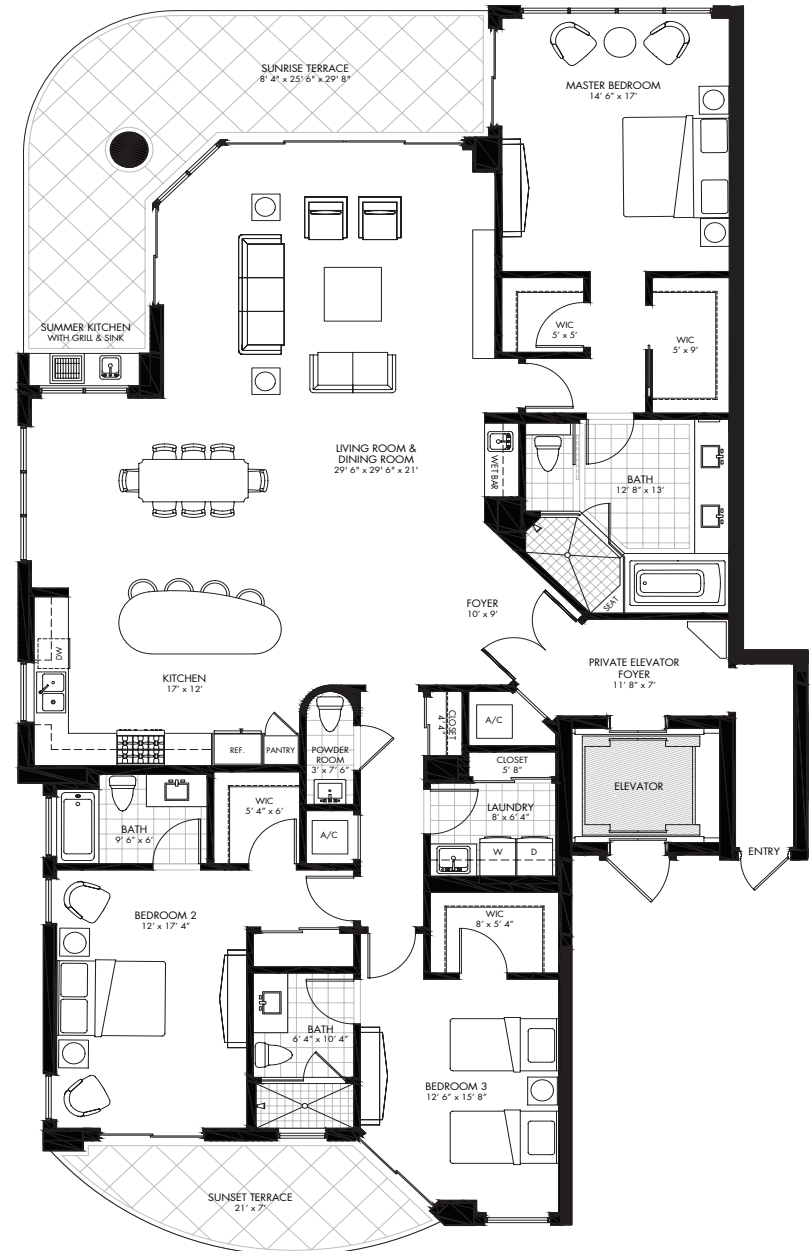 SUNRISE TERRACE
8' 4" x 25' 6" x 29' 8"
MASTER BEDROOM
14' 6" x 17'
SUMMER KITCHEN
WITH GRILL & SINK
WIC
5' x 5'
WIC
5' x 9'
LIVING ROOM &
DINING ROOM
29' 6" x 29' 6" x 21'
WET BAR
BATH
12' 8" x 13'
SEAT
FOYER
10' x 9'
DW
KITCHEN
17' x 12'
PRIVATE ELEVATOR
FOYER
11' 8" x 7'
REF.
PANTRY
POWDER
ROOM
3' x 7' 6"
CLOSET
4' 4"
A/C
CLOSET
5' 8"
ELEVATOR
LAUNDRY
8' x 6' 4"
WIC
5' 4" x 6'
BATH
9' 6" x 6'
A/C
W
D
ENTRY
BEDROOM 2
12' x 17' 4"
WIC
8' x 5' 4"
BATH
6' 4" x 10' 4"
BEDROOM 3
12' 6" x 15' 8"
SUNSET TERRACE
21' x 7'